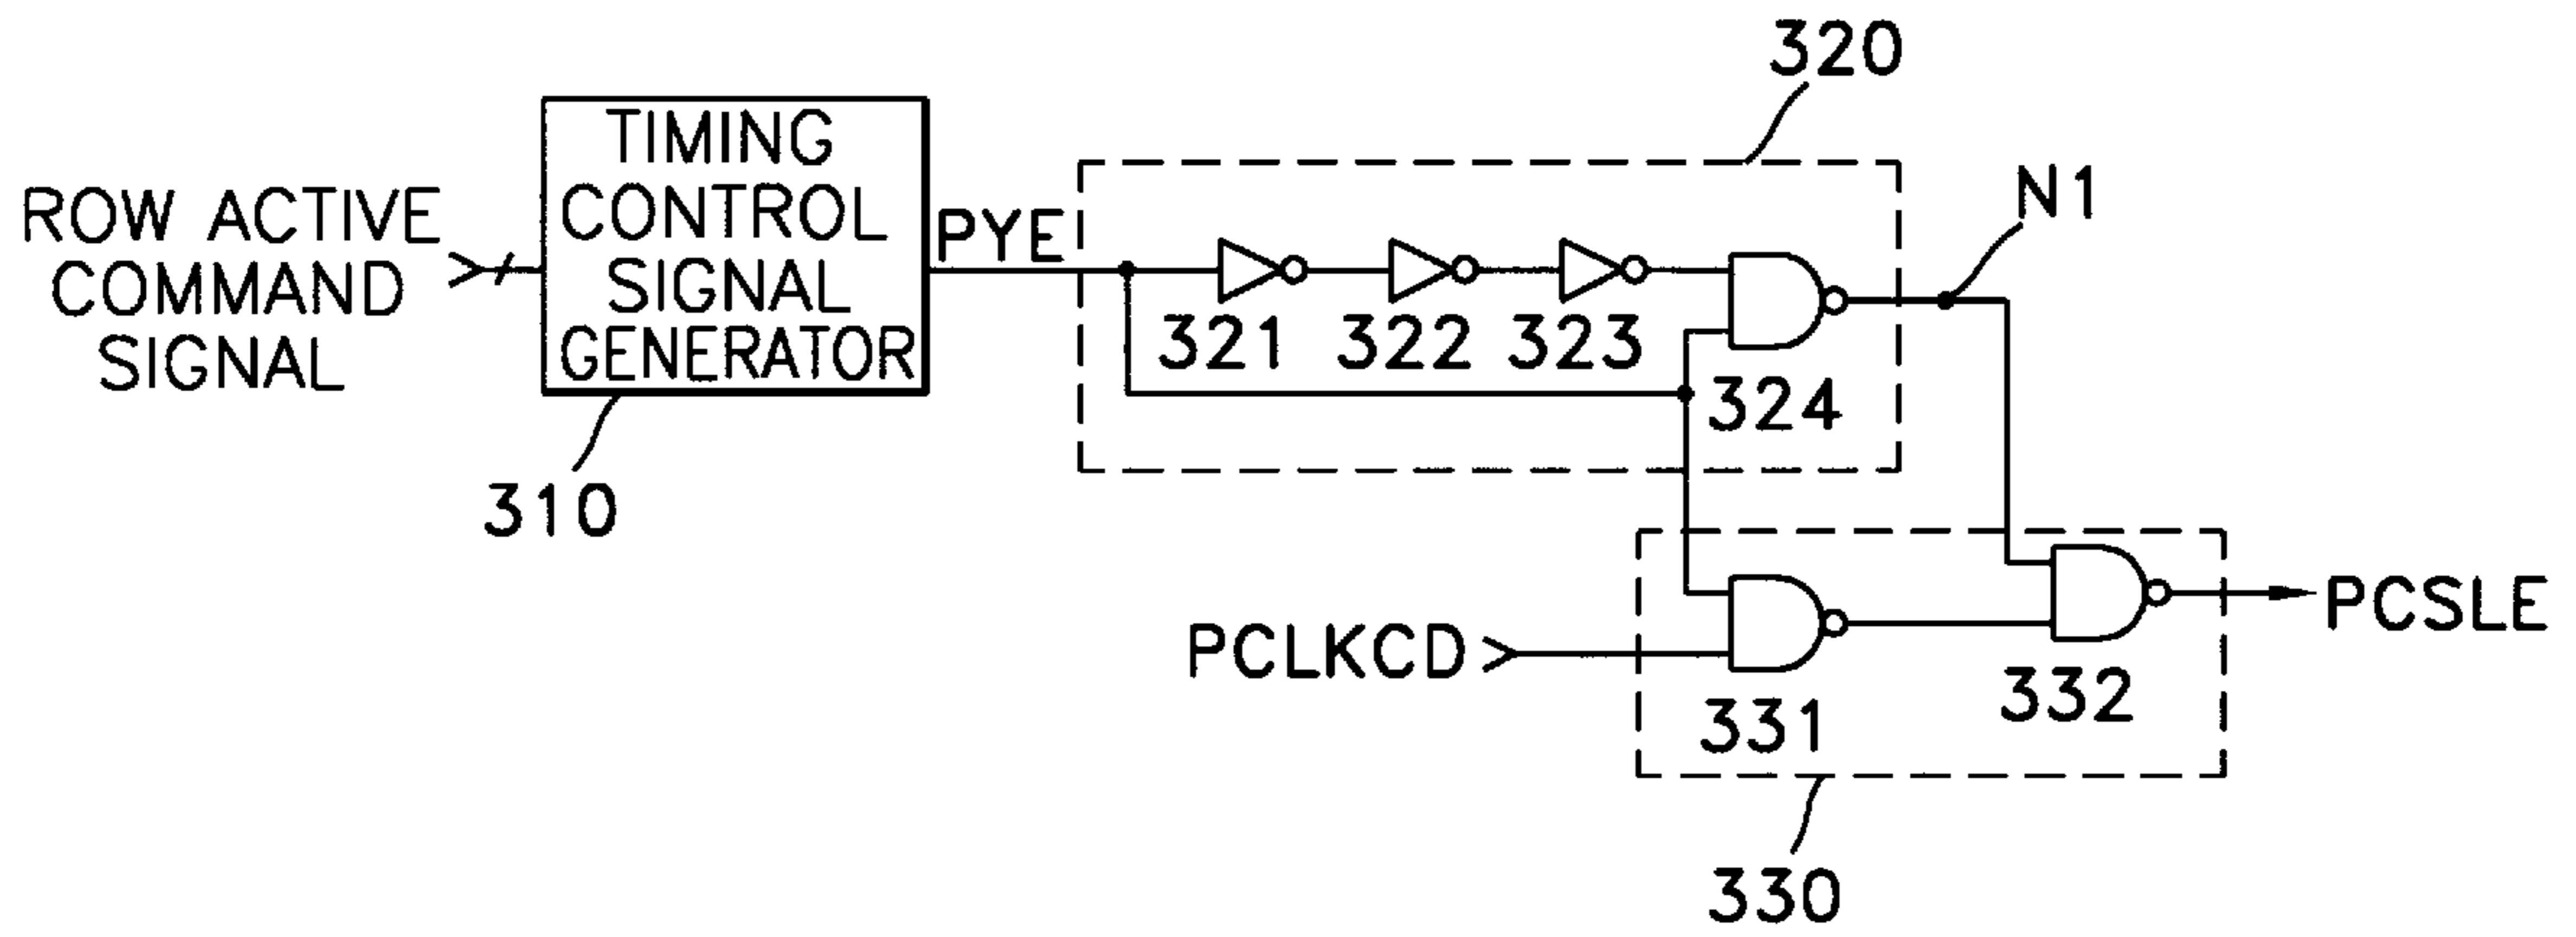 320
TIMING
CONTROL
SIGNAL
GENERATOR
ROW ACTIVE
COMMAND
SIGNAL
PYE
N1
321
322
323
324
310
PCLKCD
331
332
PCSLE
330